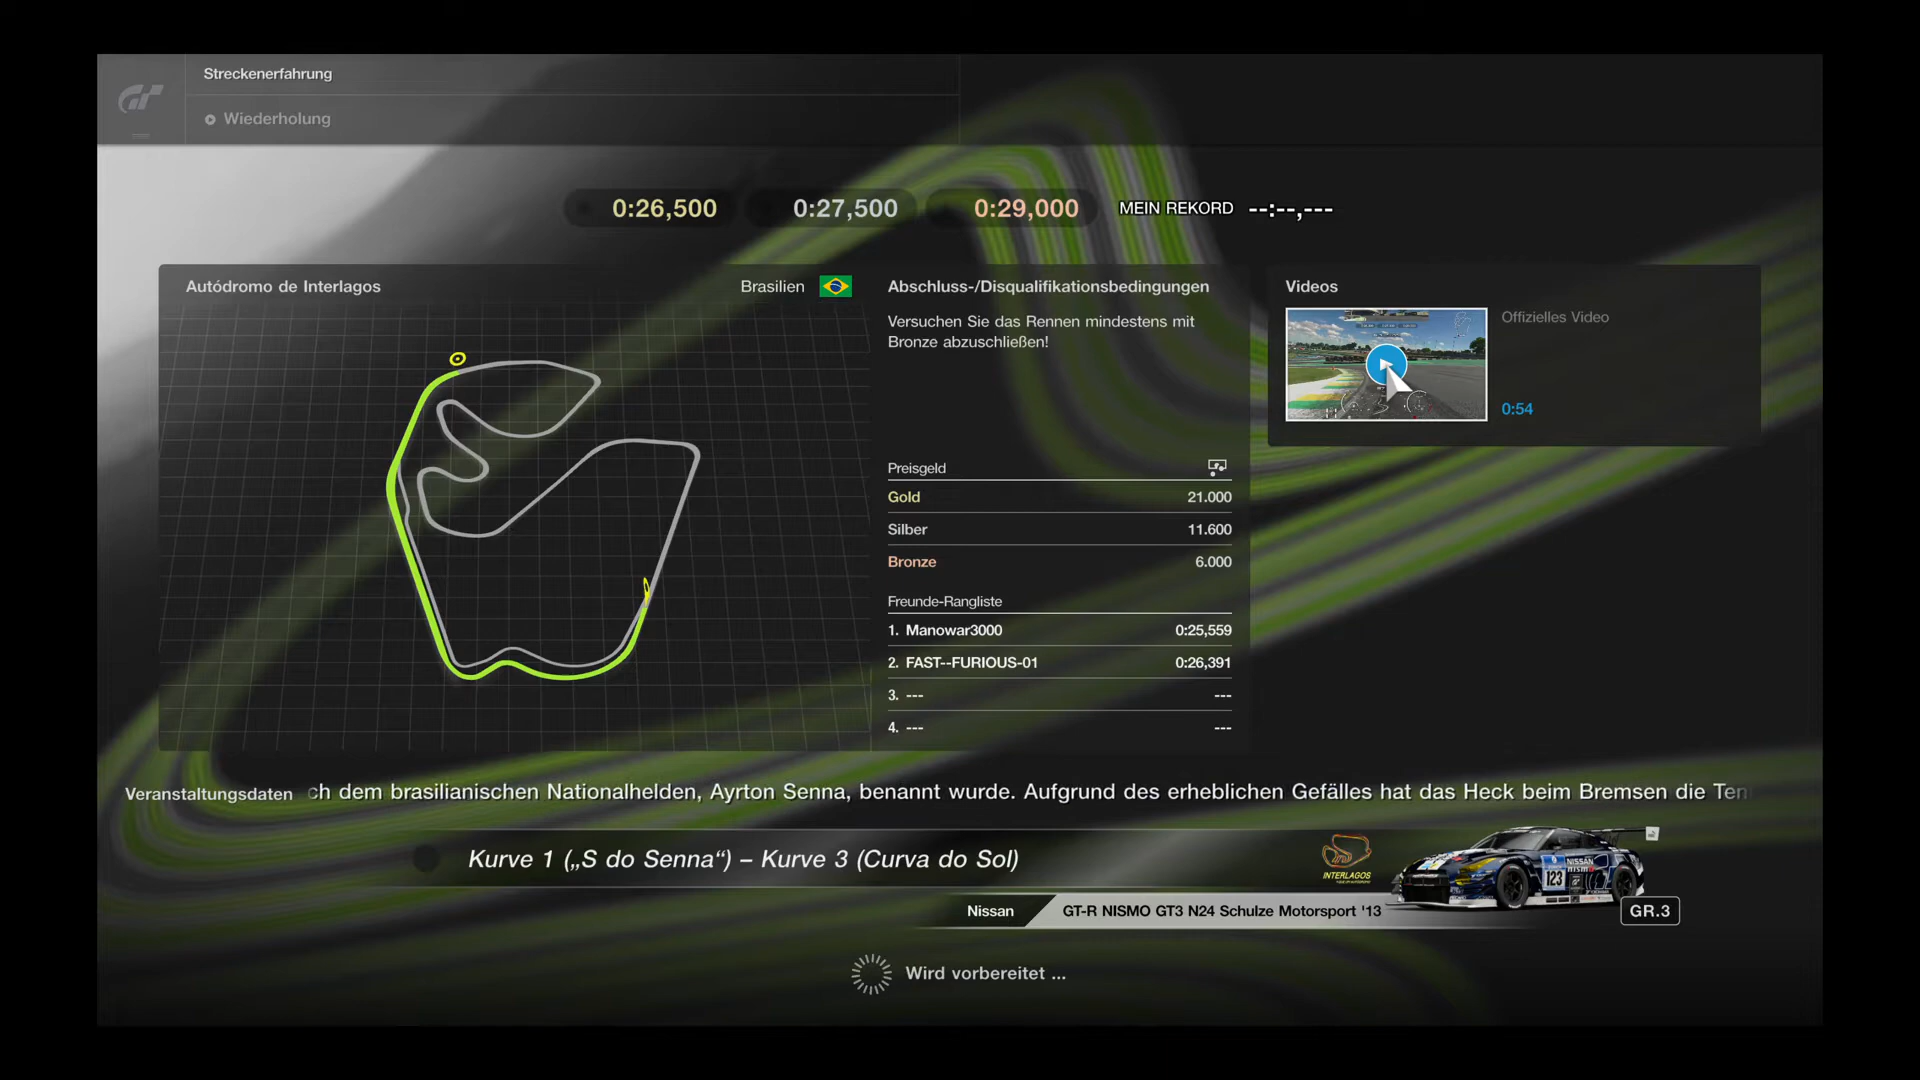 Streckenerfahrung
Wiederholung
0:26,500
0:27,500
0:29,000
MEIN REKORD --:--,---
Autódromo de Interlagos
Brasilien
Abschluss-/Disqualifikationsbedingungen
Versuchen Sie das Rennen mindestens mit
Bronze abzuschließen!
Preisgeld
Gold 21.000
Silber 11.600
Bronze 6.000
Freunde-Rangliste
1. Manowar3000 0:25,559
2. FAST--FURIOUS-01 0:26,391
3. --- ---
4. --- ---
Videos
Offizielles Video
0:54
Veranstaltungsdaten
ch dem brasilianischen Nationalhelden, Ayrton Senna, benannt wurde. Aufgrund des erheblichen Gefälles hat das Heck beim Bremsen die Ten
Kurve 1 („S do Senna“) – Kurve 3 (Curva do Sol)
INTERLAGOS
NISSAN
nismo
123
Nissan
GT-R NISMO GT3 N24 Schulze Motorsport '13
GR.3
Wird vorbereitet ...